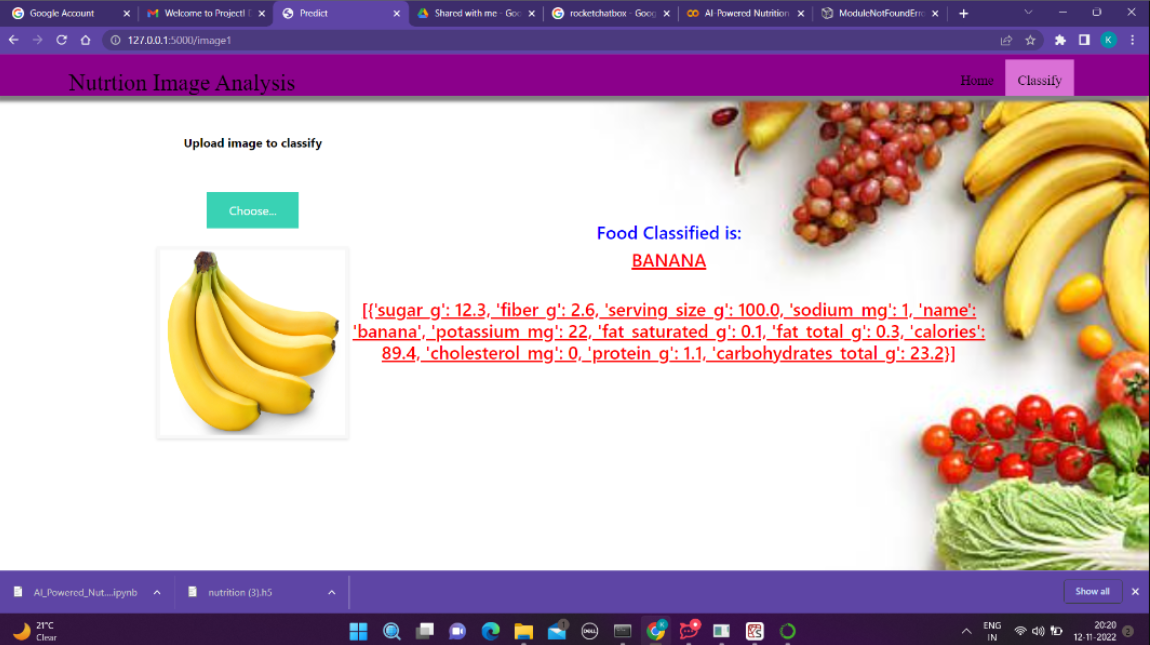 Google Account
Welcome to Project! E
Predict
Shared with me - Goo
rocketchatbox - Goog
AI-Powered Nutrition
ModuleNotFoundErro
127.0.0.1:5000/image1
K
Nutrtion Image Analysis
Home
Classify
Upload image to classify
Choose...
Food Classified is:
BANANA
[{'sugar_g': 12.3, 'fiber_g': 2.6, 'serving_size_g': 100.0, 'sodium_mg': 1, 'name':
'banana', 'potassium_mg': 22, 'fat_saturated_g': 0.1, 'fat_total_g': 0.3, 'calories':
89.4, 'cholesterol_mg': 0, 'protein_g': 1.1, 'carbohydrates_total_g': 23.2}]
AI_Powered_Nut....ipynb
nutrition (3).h5
Show all
21°C
Clear
DELL
ENG
IN
20:20
12-11-2022
2